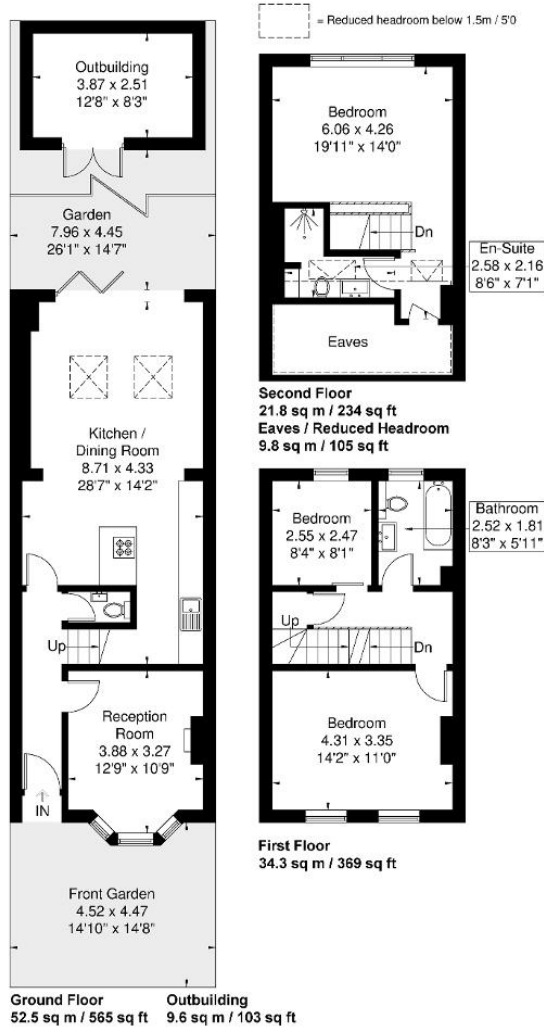 = Reduced headroom below 1.5m / 5'0
Outbuilding
3.87 x 2.51
12'8" x 8'3"
Garden
7.96 x 4.45
26'1" x 14'7"
Kitchen /
Dining Room
8.71 x 4.33
28'7" x 14'2"
Up
Reception
Room
3.88 x 3.27
12'9" x 10'9"
IN
Front Garden
4.52 x 4.47
14'10" x 14'8"
Ground Floor
52.5 sq m / 565 sq ft
Outbuilding
9.6 sq m / 103 sq ft
Bedroom
6.06 x 4.26
19'11" x 14'0"
Dn
En-Suite
2.58 x 2.16
8'6" x 7'1"
Eaves
Second Floor
21.8 sq m / 234 sq ft
Eaves / Reduced Headroom
9.8 sq m / 105 sq ft
Bedroom
2.55 x 2.47
8'4" x 8'1"
Bathroom
2.52 x 1.81
8'3" x 5'11"
Up
Dn
Bedroom
4.31 x 3.35
14'2" x 11'0"
First Floor
34.3 sq m / 369 sq ft